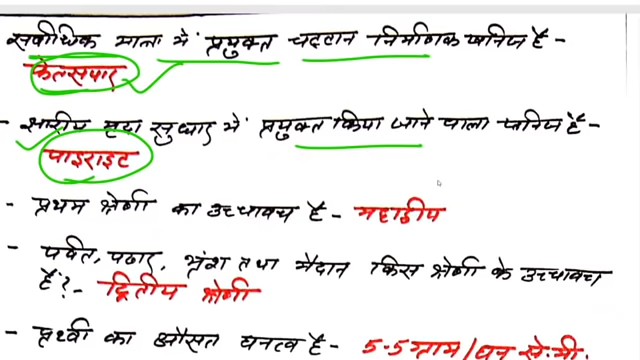 सर्वाधिक मात्रा में प्रयुक्त चट्टान निर्माणक खनिज है -
फेल्सपार
- क्षारीय मृदा सुधार में प्रयुक्त किया जाने वाला खनिज है -
पाइराइट
- प्रथम श्रेणी का उच्चावच है - महाद्वीप
- पर्वत, पठार, भ्रंश तथा मैदान किस श्रेणी के उच्चावच
हैं? - द्वितीय श्रेणी
- पृथ्वी का औसत घनत्व है - 5.5 ग्राम/घन से.मी.